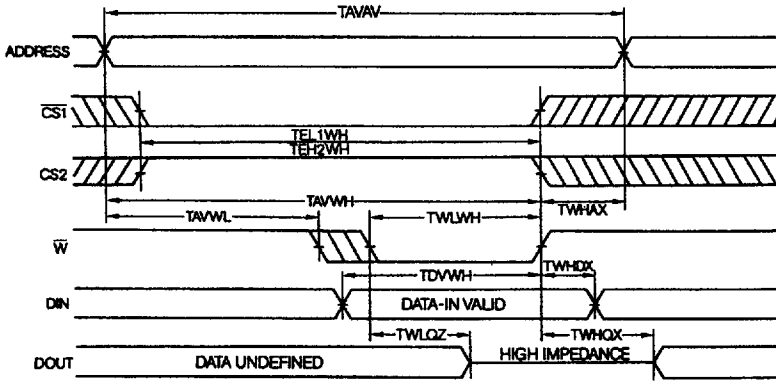 TAVAV
ADDRESS
CS1
TEL1WH
TEH2WH
CS2
TAVWH
TAVWL
TWLWH
TWHAX
W
TDVWH
TWHDX
DIN
DATA-IN VALID
TWLQZ
TWHQX
DOUT
DATA UNDEFINED
HIGH IMPEDANCE